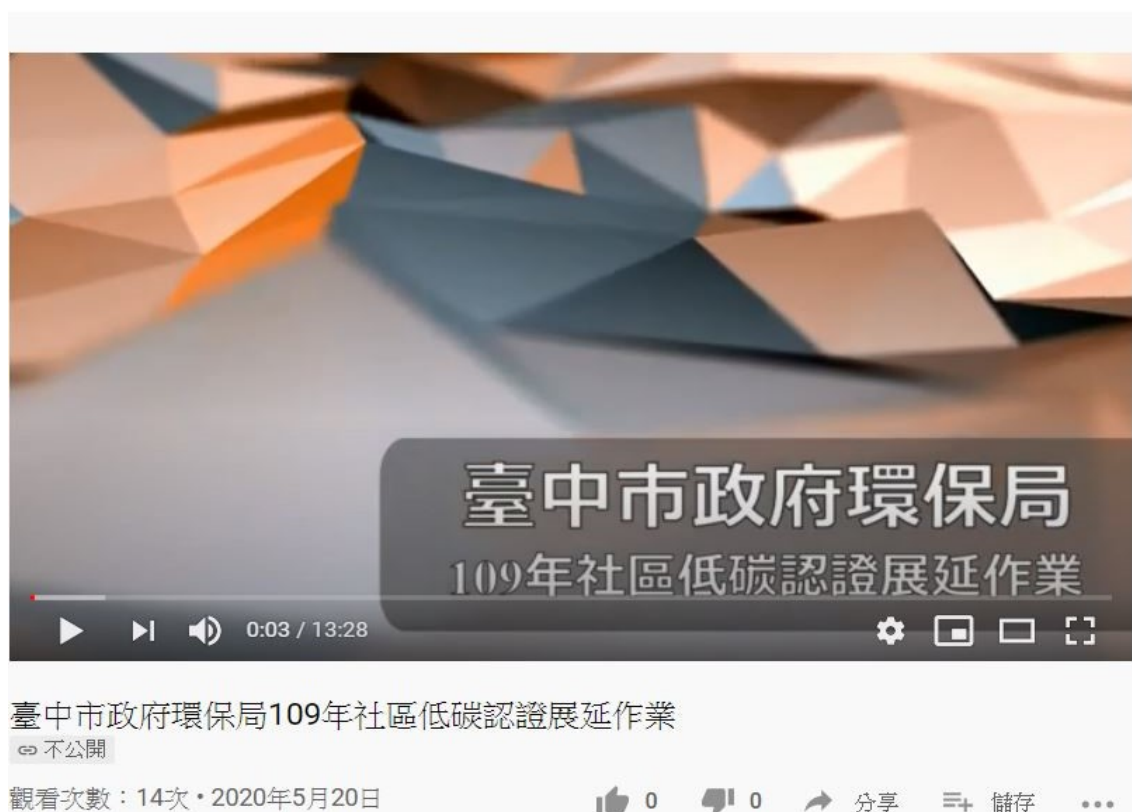 臺中市政府環保局
109年社區低碳認證展延作業
0:03 / 13:28
臺中市政府環保局109年社區低碳認證展延作業
不公開
觀看次數：14次 • 2020年5月20日 0 0 分享 儲存